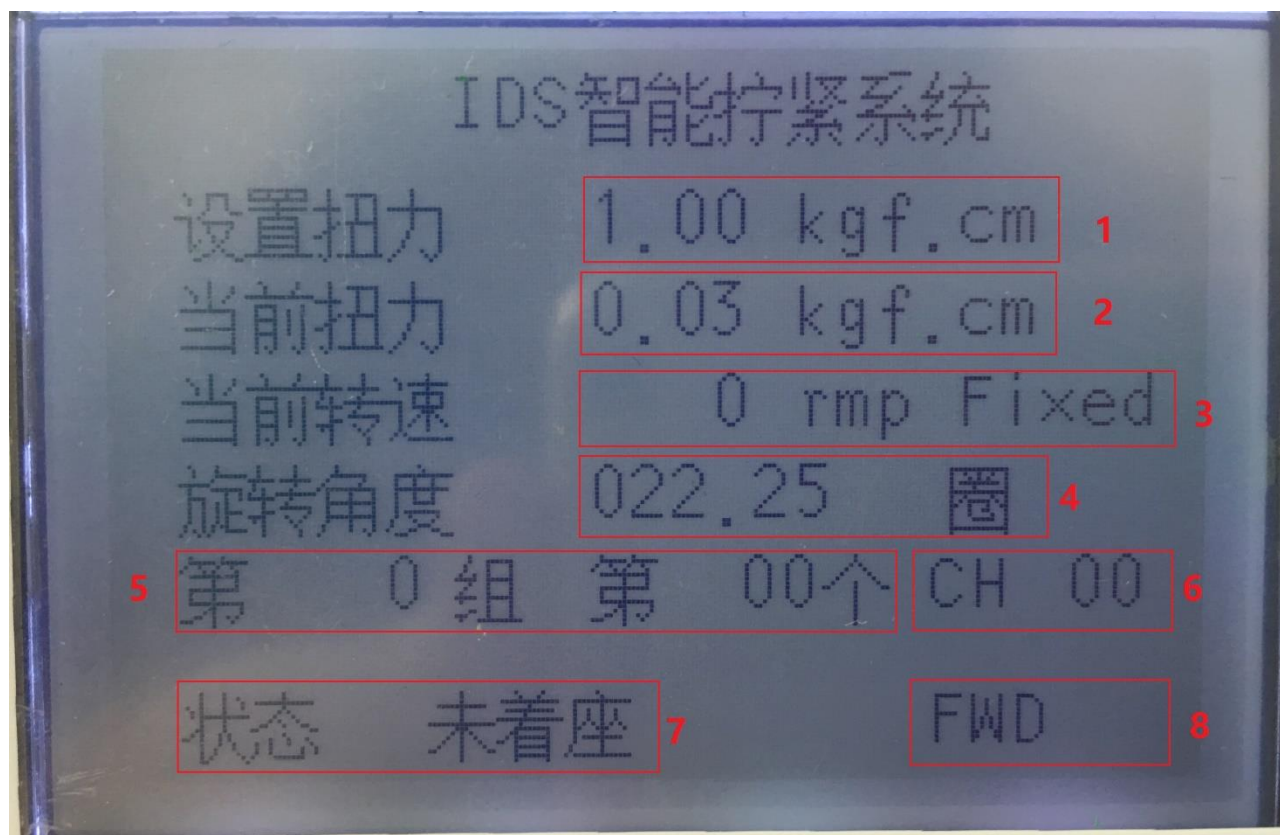 IDS智能拧紧系统
设置扭力 1.00 kgf.cm 1
当前扭力 0.03 kgf.cm 2
当前转速 0 rmp Fixed 3
旋转角度 022.25 圈 4
5 第 0 组 第 00个 CH 00 6
状态 未着座 7 FWD 8